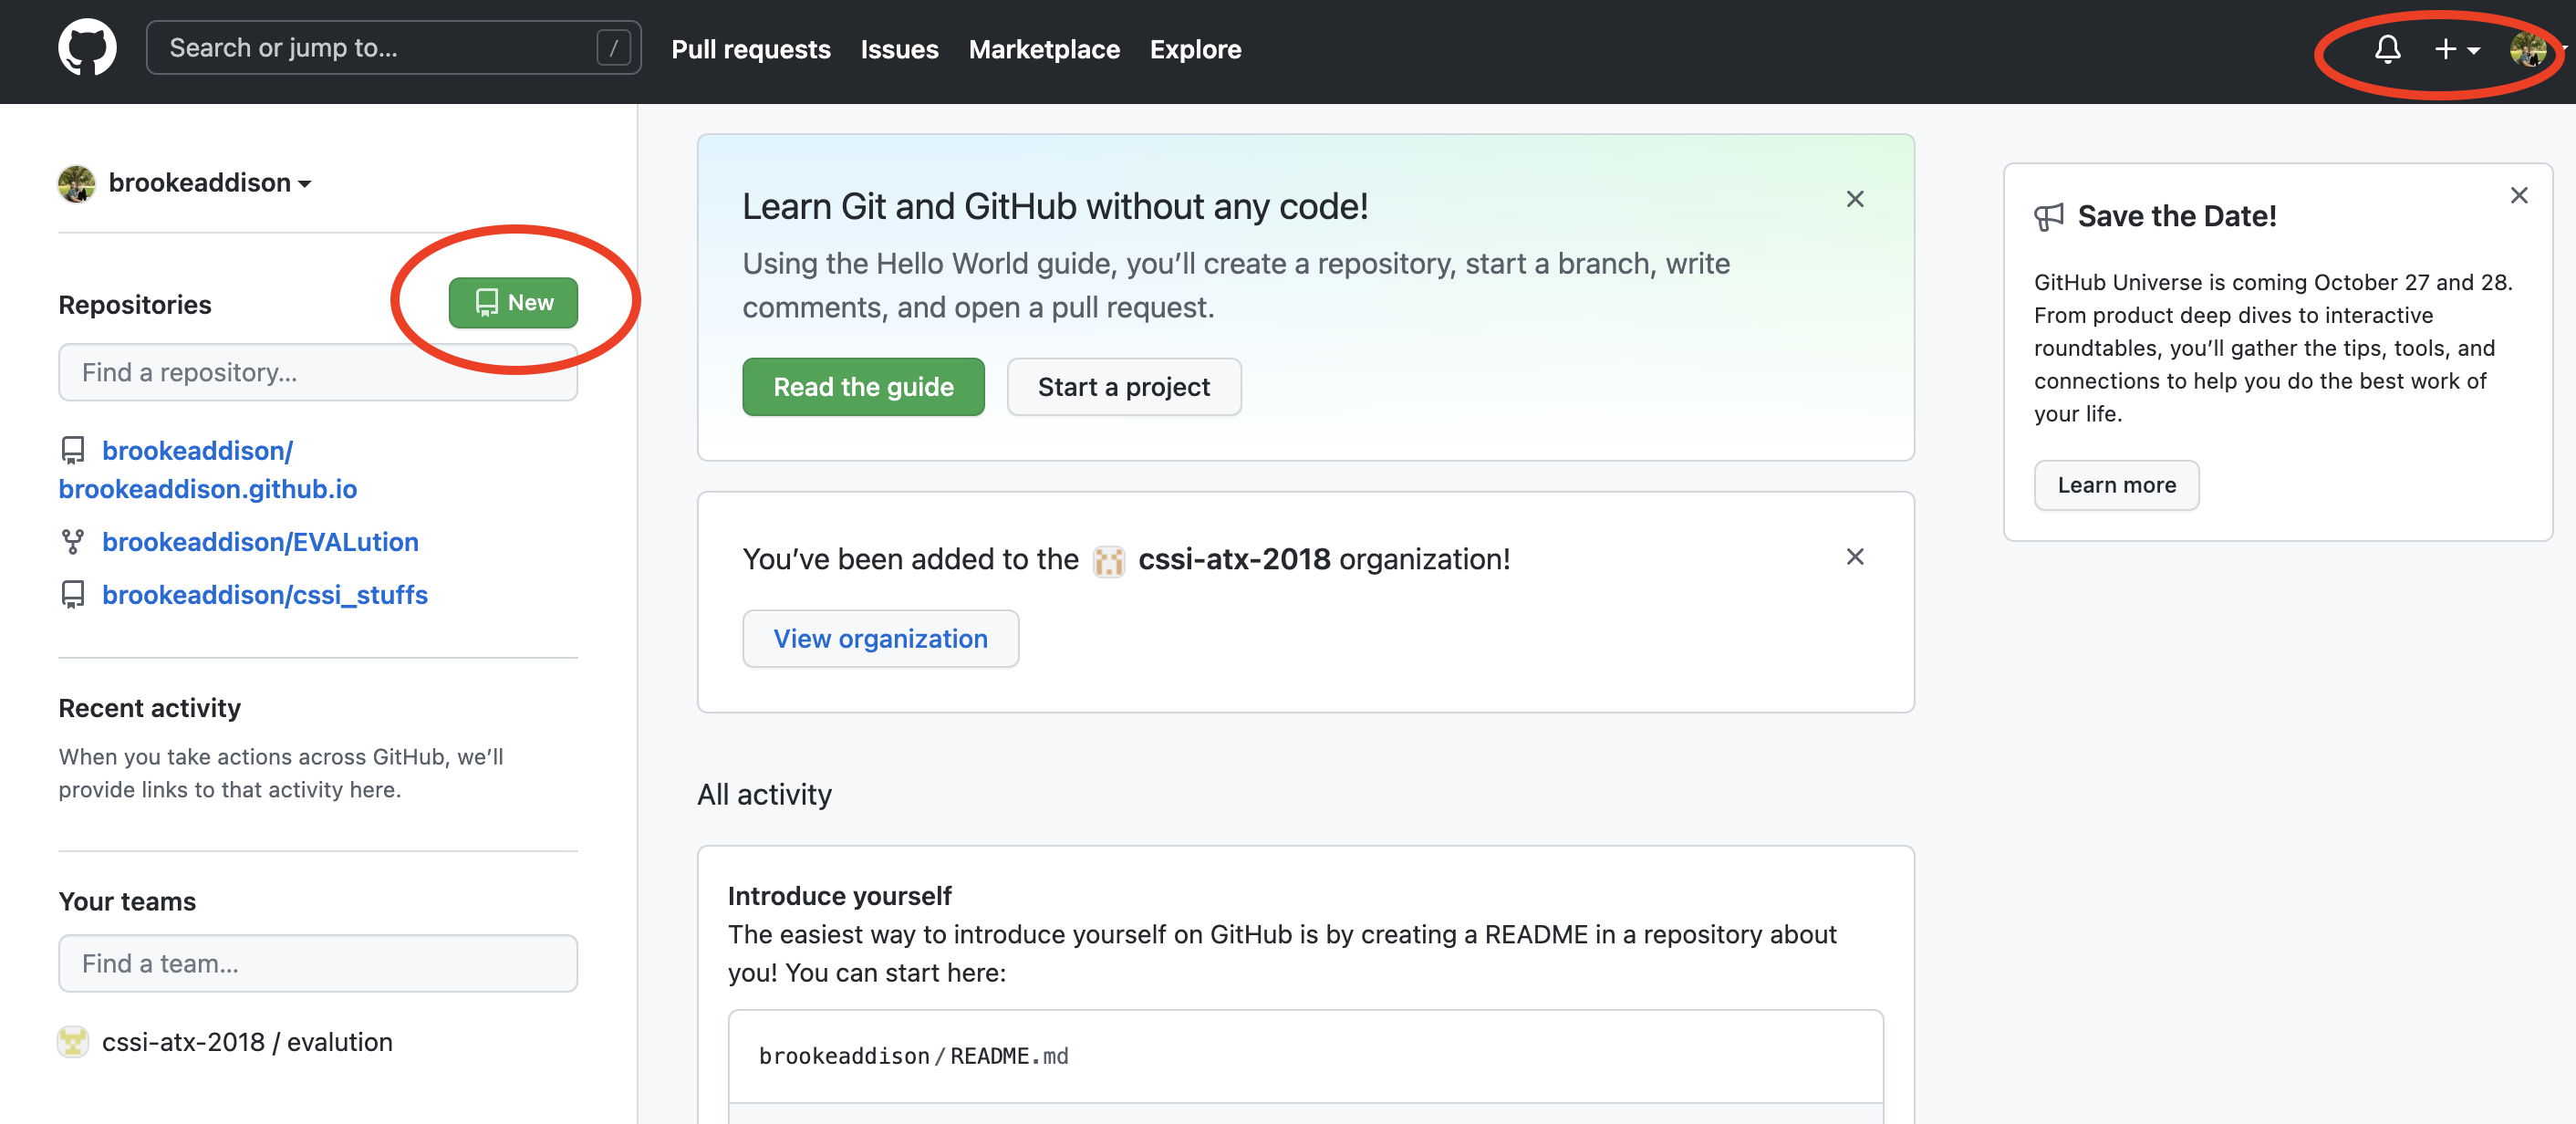 Search or jump to... /
Pull requests Issues Marketplace Explore
brookeaddison
Repositories
New
Find a repository...
brookeaddison/
brookeaddison.github.io
brookeaddison/EVALution
brookeaddison/cssi_stuffs
Recent activity
When you take actions across GitHub, we’ll
provide links to that activity here.
Your teams
Find a team...
cssi-atx-2018 / evalution
Learn Git and GitHub without any code!
Using the Hello World guide, you’ll create a repository, start a branch, write
comments, and open a pull request.
Read the guide
Start a project
You’ve been added to the cssi-atx-2018 organization!
View organization
All activity
Introduce yourself
The easiest way to introduce yourself on GitHub is by creating a README in a repository about
you! You can start here:
brookeaddison/README.md
Save the Date!
GitHub Universe is coming October 27 and 28.
From product deep dives to interactive
roundtables, you’ll gather the tips, tools, and
connections to help you do the best work of
your life.
Learn more